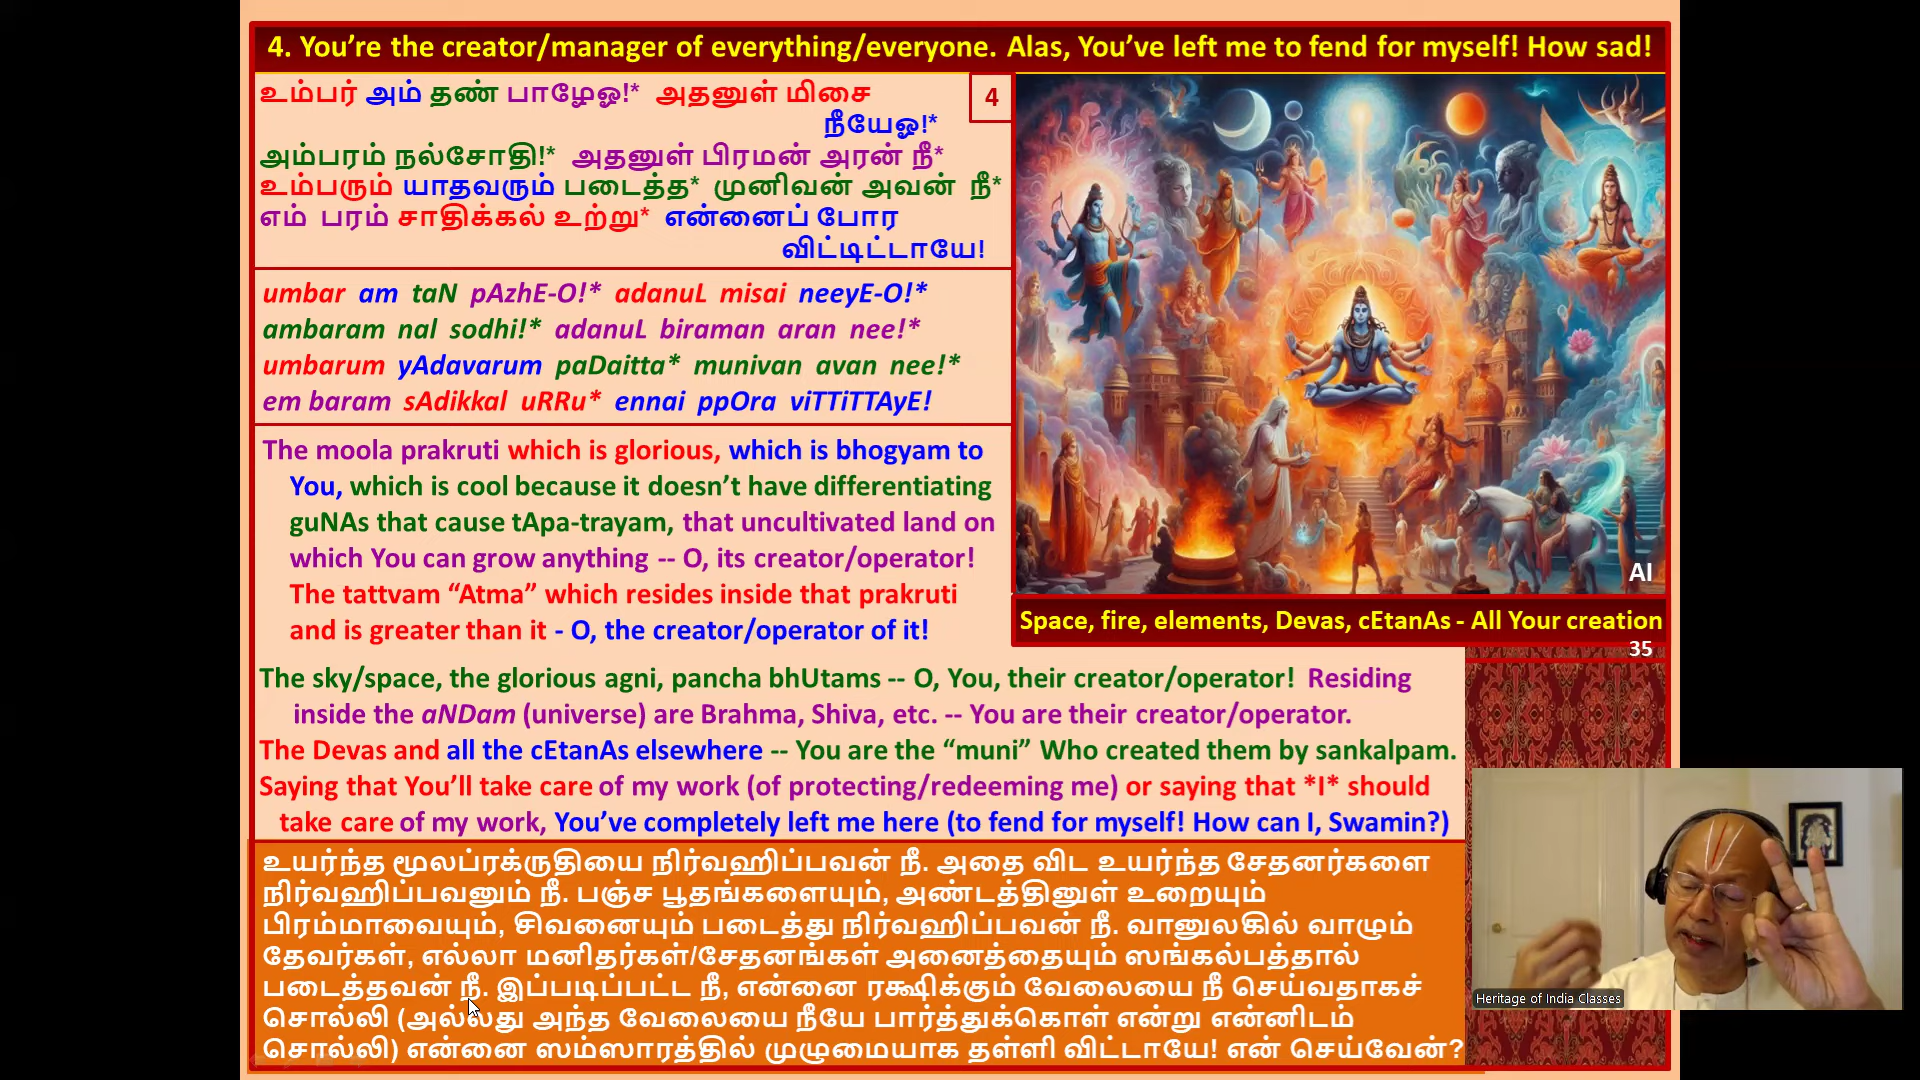 4. You’re the creator/manager of everything/everyone. Alas, You’ve left me to fend for myself! How sad!
உம்பர் அம் தண் பாழேஓ!* அதனுள் மிசை
நீயேஓ!*
4
அம்பரம் நல்சோதி!* அதனுள் பிரமன் அரன் நீ*
உம்பரும் யாதவரும் படைத்த* முனிவன் அவன் நீ*
எம் பரம் சாதிக்கல் உற்று* என்னைப் போர
விட்டிட்டாயே!
umbar am taN pAzhE-O!* adanuL misai neeyE-O!*
ambaram nal sodhi!* adanuL biraman aran nee!*
umbarum yAdavarum paDaitta* munivan avan nee!*
em baram sAdikkal uRRu* ennai ppOra viTTiTTAyE!
The moola prakruti which is glorious, which is bhogyam to
You, which is cool because it doesn’t have differentiating
guNAs that cause tApa-trayam, that uncultivated land on
which You can grow anything -- O, its creator/operator!
The tattvam “Atma” which resides inside that prakruti
and is greater than it - O, the creator/operator of it!
AI
Space, fire, elements, Devas, cEtanAs - All Your creation
35
The sky/space, the glorious agni, pancha bhUtams -- O, You, their creator/operator! Residing
inside the aNDam (universe) are Brahma, Shiva, etc. -- You are their creator/operator.
The Devas and all the cEtanAs elsewhere -- You are the “muni” Who created them by sankalpam.
Saying that You’ll take care of my work (of protecting/redeeming me) or saying that *I* should
take care of my work, You’ve completely left me here (to fend for myself! How can I, Swamin?)
உயர்ந்த மூலப்ரக்ருதியை நிர்வஹிப்பவன் நீ. அதை விட உயர்ந்த சேதனர்களை
நிர்வஹிப்பவனும் நீ. பஞ்ச பூதங்களையும், அண்டத்தினுள் உறையும்
பிரம்மாவையும், சிவனையும் படைத்து நிர்வஹிப்பவன் நீ. வானுலகில் வாழும்
தேவர்கள், எல்லா மனிதர்கள்/சேதனங்கள் அனைத்தையும் ஸங்கல்பத்தால்
படைத்தவன் நீ. இப்படிப்பட்ட நீ, என்னை ரக்ஷிக்கும் வேலையை நீ செய்வதாகச்
சொல்லி (அல்லது அந்த வேலையை நீயே பார்த்துக்கொள் என்று என்னிடம்
சொல்லி) என்னை ஸம்ஸாரத்தில் முழுமையாக தள்ளி விட்டாயே! என் செய்வேன்?
Heritage of India Classes